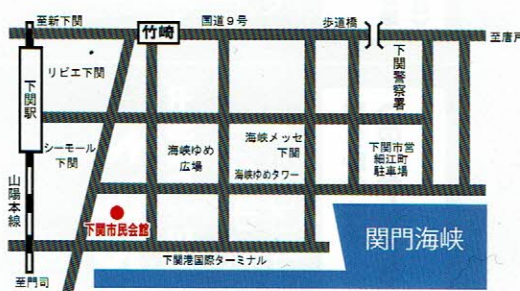 至新下関
竹崎
国道9号
歩道橋
至唐戸
リピエ下関
下関警察署
下関駅
シーモール
下関
海峡ゆめ
広場
海峡メッセ
下関
海峡ゆめタワー
下関市営
細江町
駐車場
山陽本線
下関市民会館
関門海峡
下関港国際ターミナル
至門司